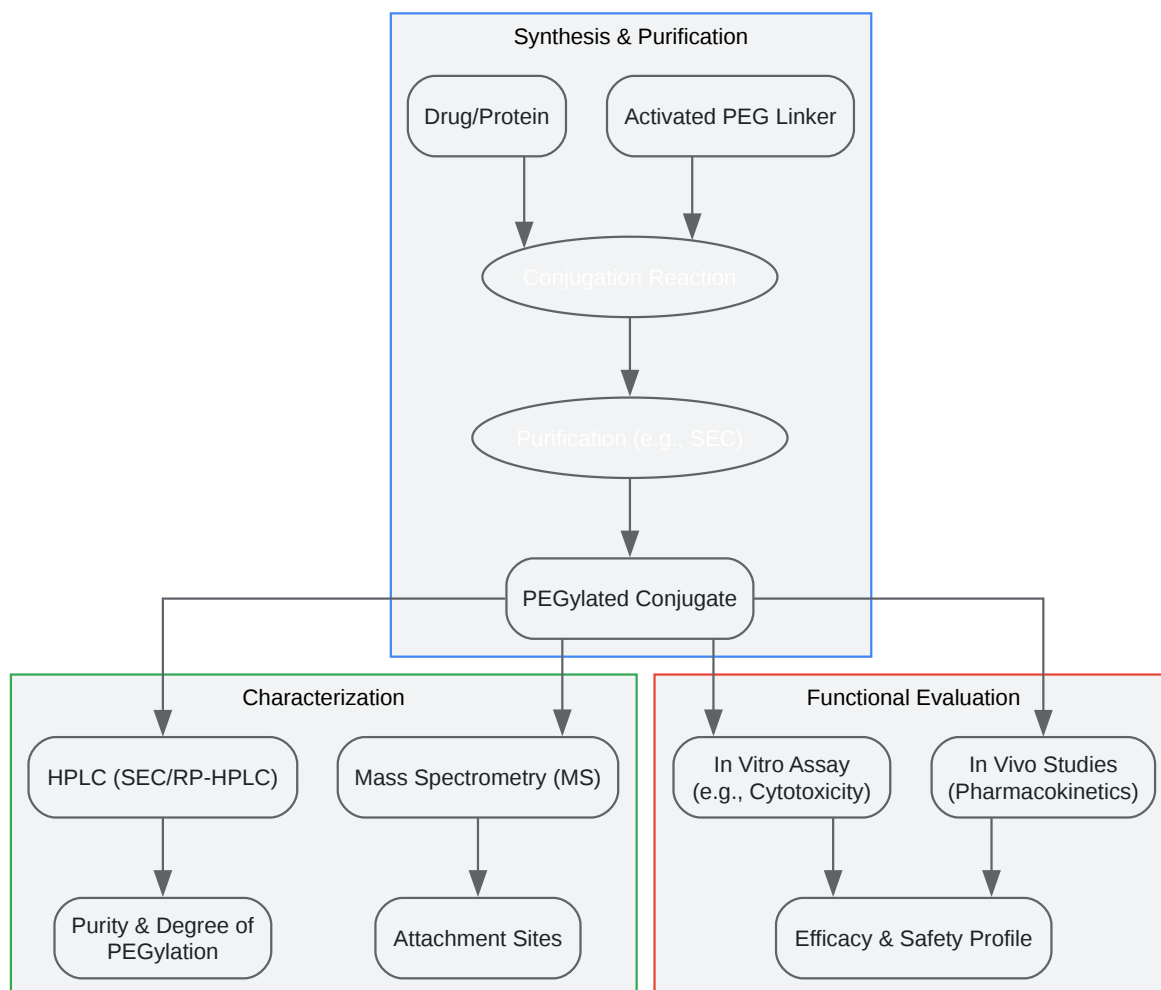 Synthesis & Purification
Drug/Protein
Activated PEG Linker
Conjugation Reaction
Purification (e.g., SEC)
PEGylated Conjugate
Characterization
HPLC (SEC/RP-HPLC)
Mass Spectrometry (MS)
Purity & Degree of
PEGylation
Attachment Sites
Functional Evaluation
In Vitro Assay
(e.g., Cytotoxicity)
In Vivo Studies
(Pharmacokinetics)
Efficacy & Safety Profile